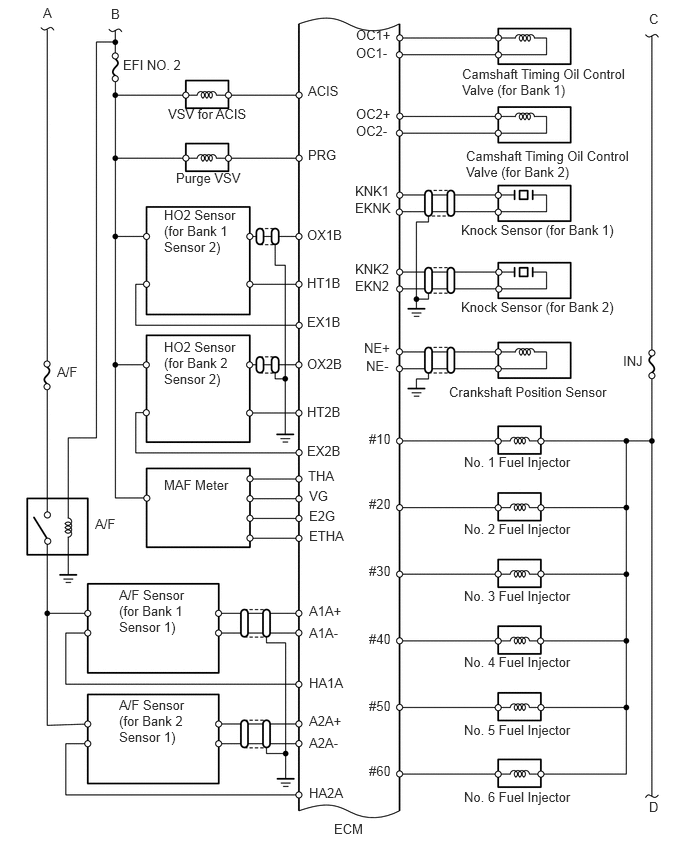 A
B
C
EFI NO. 2
ACIS
VSV for ACIS
PRG
Purge VSV
HO2 Sensor
(for Bank 1
Sensor 2)
OX1B
HT1B
EX1B
HO2 Sensor
(for Bank 2
Sensor 2)
OX2B
HT2B
EX2B
A/F
MAF Meter
THA
VG
E2G
ETHA
A/F
A/F Sensor
(for Bank 1
Sensor 1)
A1A+
A1A-
HA1A
A/F Sensor
(for Bank 2
Sensor 1)
A2A+
A2A-
HA2A
ECM
OC1+
OC1-
Camshaft Timing Oil Control
Valve (for Bank 1)
OC2+
OC2-
Camshaft Timing Oil Control
Valve (for Bank 2)
KNK1
EKNK
Knock Sensor (for Bank 1)
KNK2
EKN2
Knock Sensor (for Bank 2)
NE+
NE-
Crankshaft Position Sensor
INJ
#10
No. 1 Fuel Injector
#20
No. 2 Fuel Injector
#30
No. 3 Fuel Injector
#40
No. 4 Fuel Injector
#50
No. 5 Fuel Injector
#60
No. 6 Fuel Injector
D